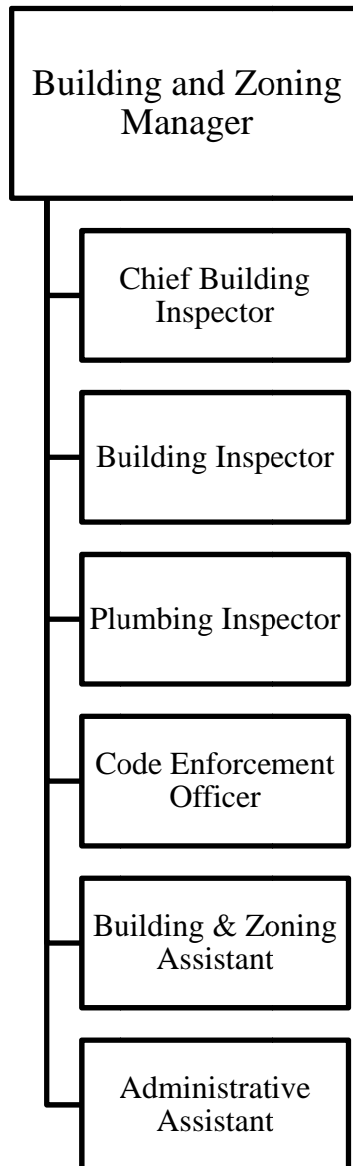 Building and Zoning
Manager
Chief Building
Inspector
Building Inspector
Plumbing Inspector
Code Enforcement
Officer
Building & Zoning
Assistant
Administrative
Assistant